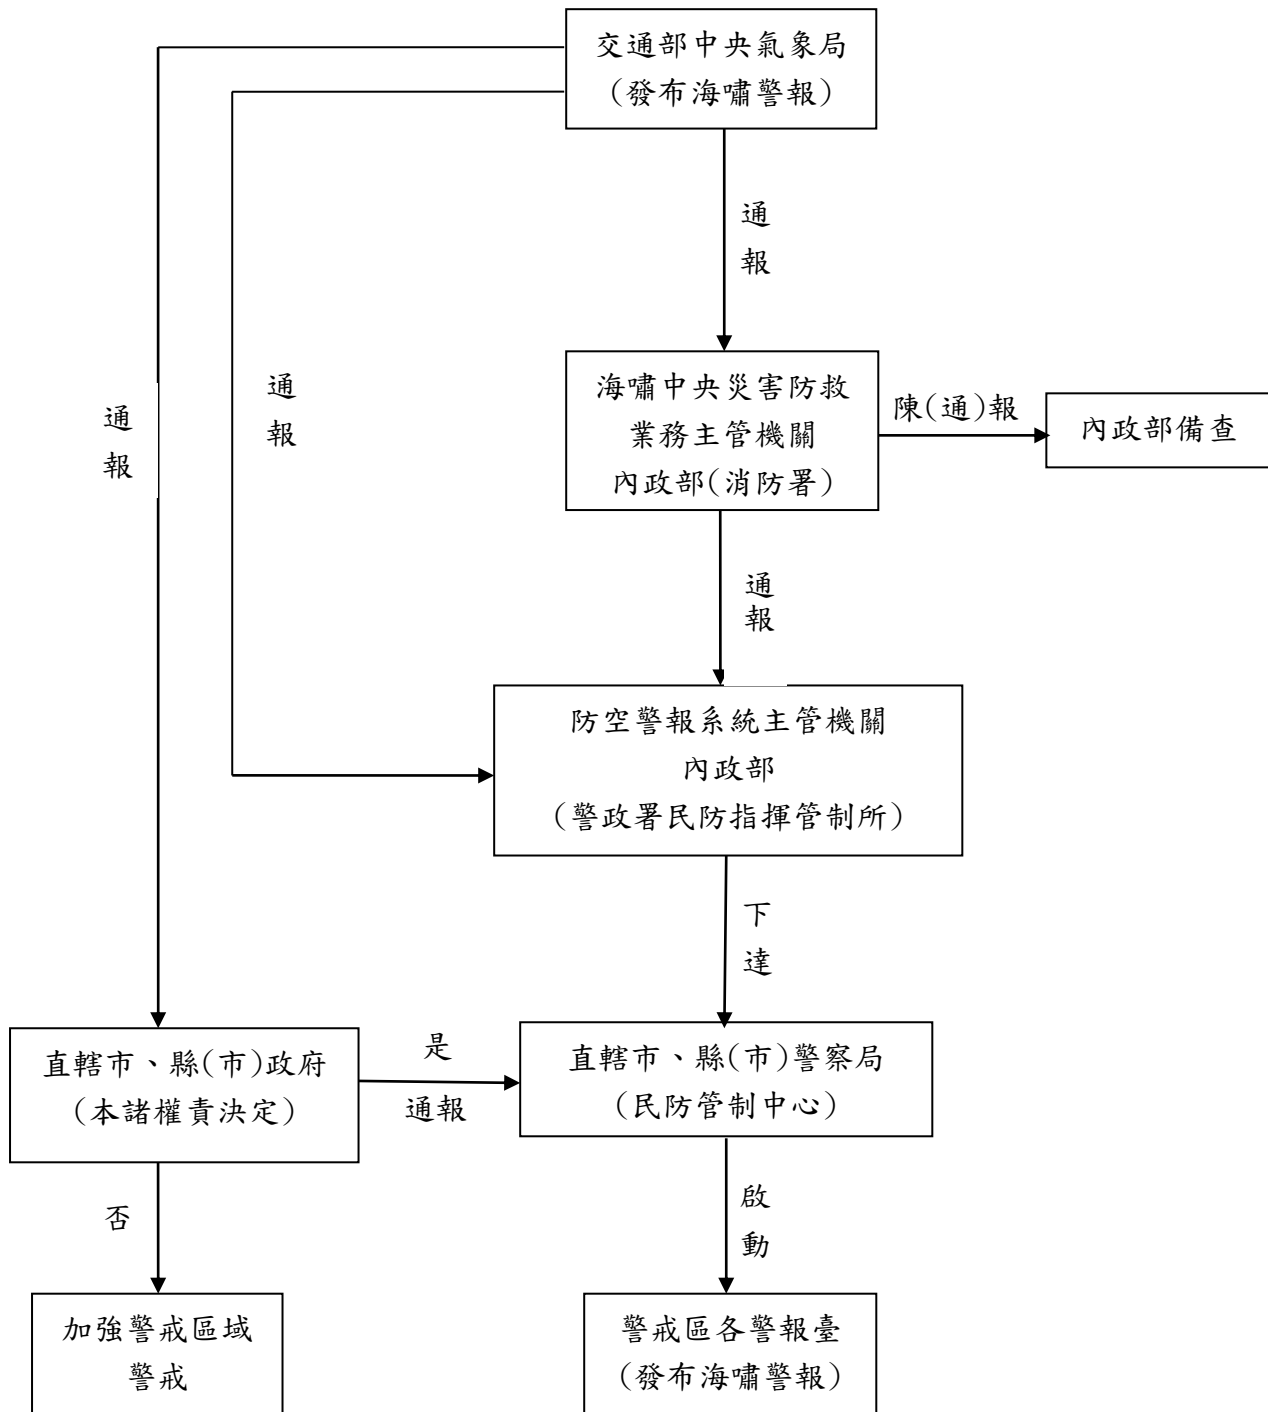 交通部中央氣象局
(發布海嘯警報)
通
報
海嘯中央災害防救
業務主管機關
內政部(消防署)
陳(通)報
內政部備查
通
報
通
報
通
報
防空警報系統主管機關
內政部
(警政署民防指揮管制所)
下
達
直轄市、縣(市)政府
(本諸權責決定)
是
通報
直轄市、縣(市)警察局
(民防管制中心)
否
啟
動
加強警戒區域
警戒
警戒區各警報臺
(發布海嘯警報)